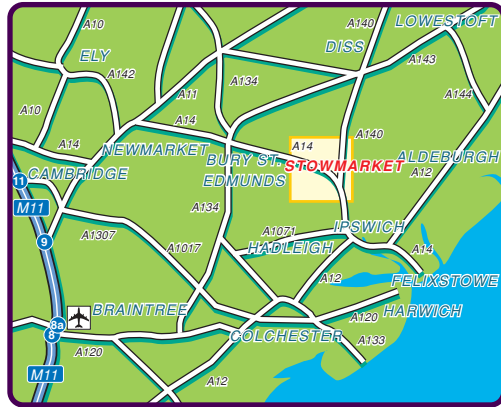 A10
A140
LOWESTOFT
ELY
DISS
A143
A142
A134
A144
A11
A10
A14
A14
A14
A140
NEWMARKET
BURY ST.
EDMUNDS
STOWMARKET
ALDEBURGH
A12
11
CAMBRIDGE
M11
A134
9
A1307
A1017
A1071
HADLEIGH
IPSWICH
A14
A12
FELIXSTOWE
HARWICH
BRAINTREE
8a
8
COLCHESTER
A120
A133
A120
M11
A12